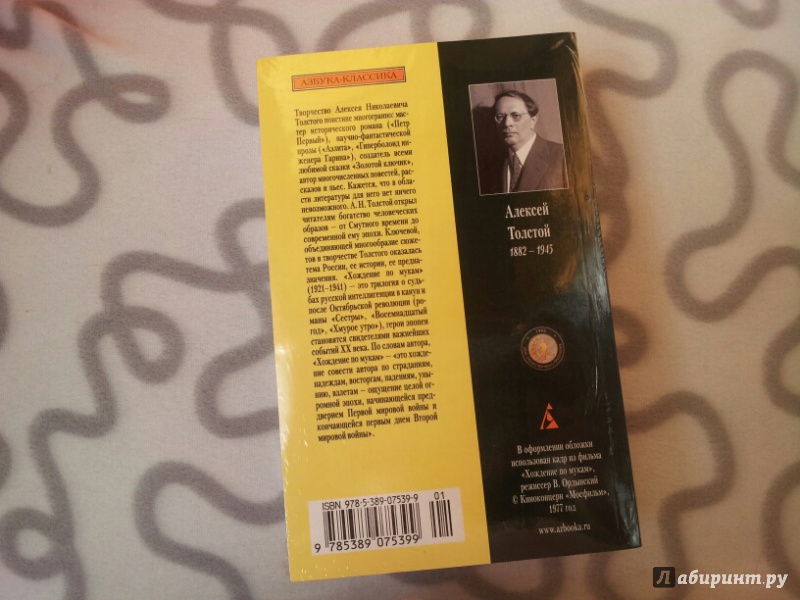 АЗБУКА-КЛАССИКА
Творчество Алексея Николаевича
Толстого поистине многогранно: мас-
тер исторического романа («Петр
Первый»), научно-фантастической
прозы («Аэлита», «Гиперболоид ин-
женера Гарина»), создатель всеми
любимой сказки «Золотой ключик»,
автор многочисленных повестей, рас-
сказов и пьес. Кажется, что в обла-
сти литературы для него нет ничего
невозможного. А. Н. Толстой открыл
читателям богатство человеческих
образов – от Смутного времени до
современной ему эпохи. Ключевой,
объединяющей многообразие сюже-
тов в творчестве Толстого оказалась
тема России, ее истории, ее предна-
значения. «Хождение по мукам»
(1921–1941) – это трилогия о судь-
бах русской интеллигенции в канун и
после Октябрьской революции (ро-
маны «Сестры», «Восемнадцатый
год», «Хмурое утро»), герои эпопеи
становятся свидетелями важнейших
событий XX века. По словам автора,
«Хождение по мукам» – «это хожде-
ние совести автора по страданиям,
надеждам, восторгам, падениям, уны-
нию, взлетам – ощущение целой ог-
ромной эпохи, начинающейся пред-
дверием Первой мировой войны и
кончающейся первым днем Второй
мировой войны».
ISBN 978-5-389-07539-9
01
9 785389 075399
Алексей
Толстой
1882 – 1945
В оформлении обложки
использован кадр из фильма
«Хождение по мукам»,
режиссер В. Ордынский
© Киноконцерн «Мосфильм»,
1977 год
www.azbooka.ru
Лабиринт.ру